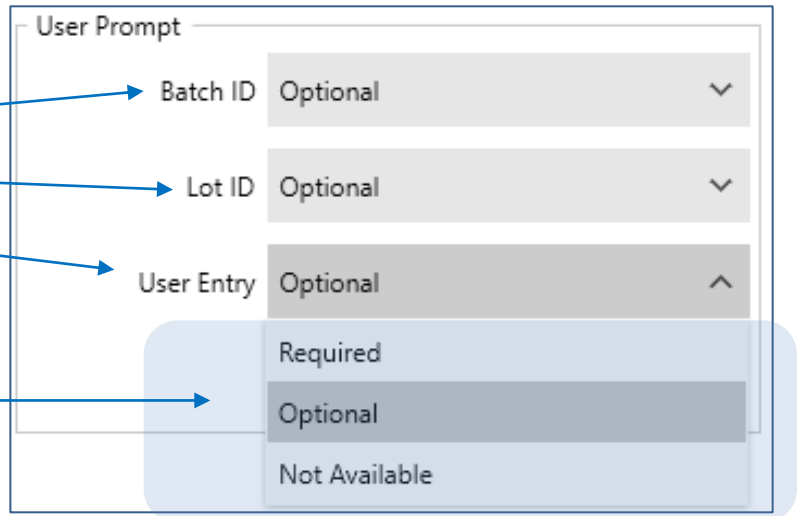 User Prompt
Batch ID Optional
Lot ID Optional
User Entry Optional
Required
Optional
Not Available